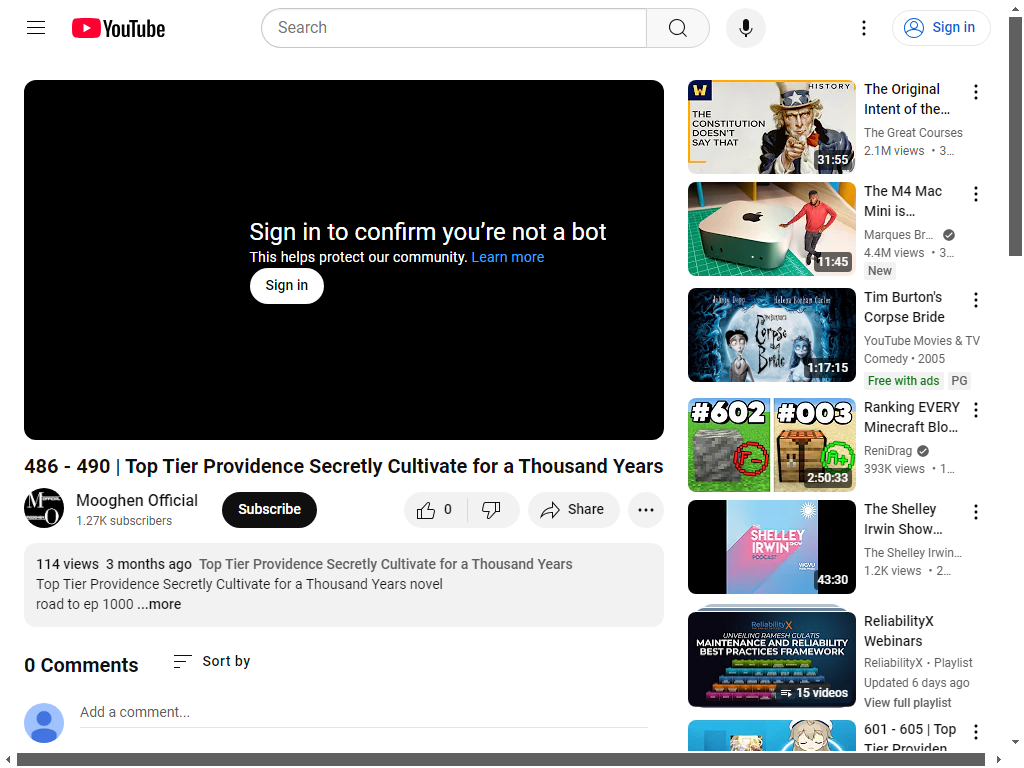 YouTube
Search
Sign in
Sign in to confirm you’re not a bot
This helps protect our community. Learn more
Sign in
486 - 490 | Top Tier Providence Secretly Cultivate for a Thousand Years
Mooghen Official
1.27K subscribers
Subscribe
0
Share
114 views 3 months ago Top Tier Providence Secretly Cultivate for a Thousand Years
Top Tier Providence Secretly Cultivate for a Thousand Years novel
road to ep 1000 ...more
0 Comments
Sort by
Add a comment...
HISTORY
THE
CONSTITUTION
DOESN'T
SAY THAT
31:55
The Original
Intent of the…
The Great Courses
2.1M views • 3…
11:45
The M4 Mac
Mini is…
Marques Br…
4.4M views • 3…
New
Johnny Depp Helena Bonham Carter
Tim Burton's
Corpse
Bride
1:17:15
Tim Burton's
Corpse Bride
YouTube Movies & TV
Comedy • 2005
Free with ads PG
#602 #003
2:50:33
Ranking EVERY
Minecraft Blo…
ReniDrag
393K views • 1…
THE
SHELLEY
IRWIN SHOW
PODCAST
WGVU
43:30
The Shelley
Irwin Show…
The Shelley Irwin…
1.2K views • 2…
ReliabilityX
UNVEILING RAMESH GULATIS
MAINTENANCE AND RELIABILITY
BEST PRACTICES FRAMEWORK
15 videos
ReliabilityX
Webinars
ReliabilityX • Playlist
Updated 6 days ago
View full playlist
601 - 605 | Top
Tier Providen